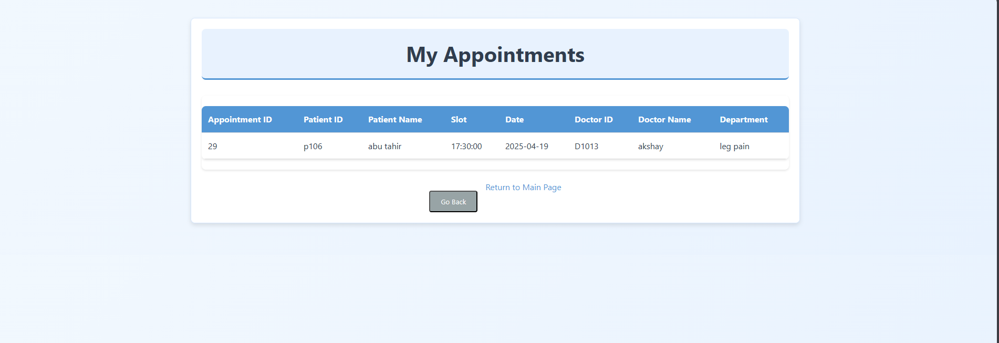 My Appointments
Appointment ID Patient ID Patient Name Slot Date Doctor ID Doctor Name Department
29 p106 abu tahir 17:30:00 2025-04-19 D1013 akshay leg pain
Return to Main Page
Go Back